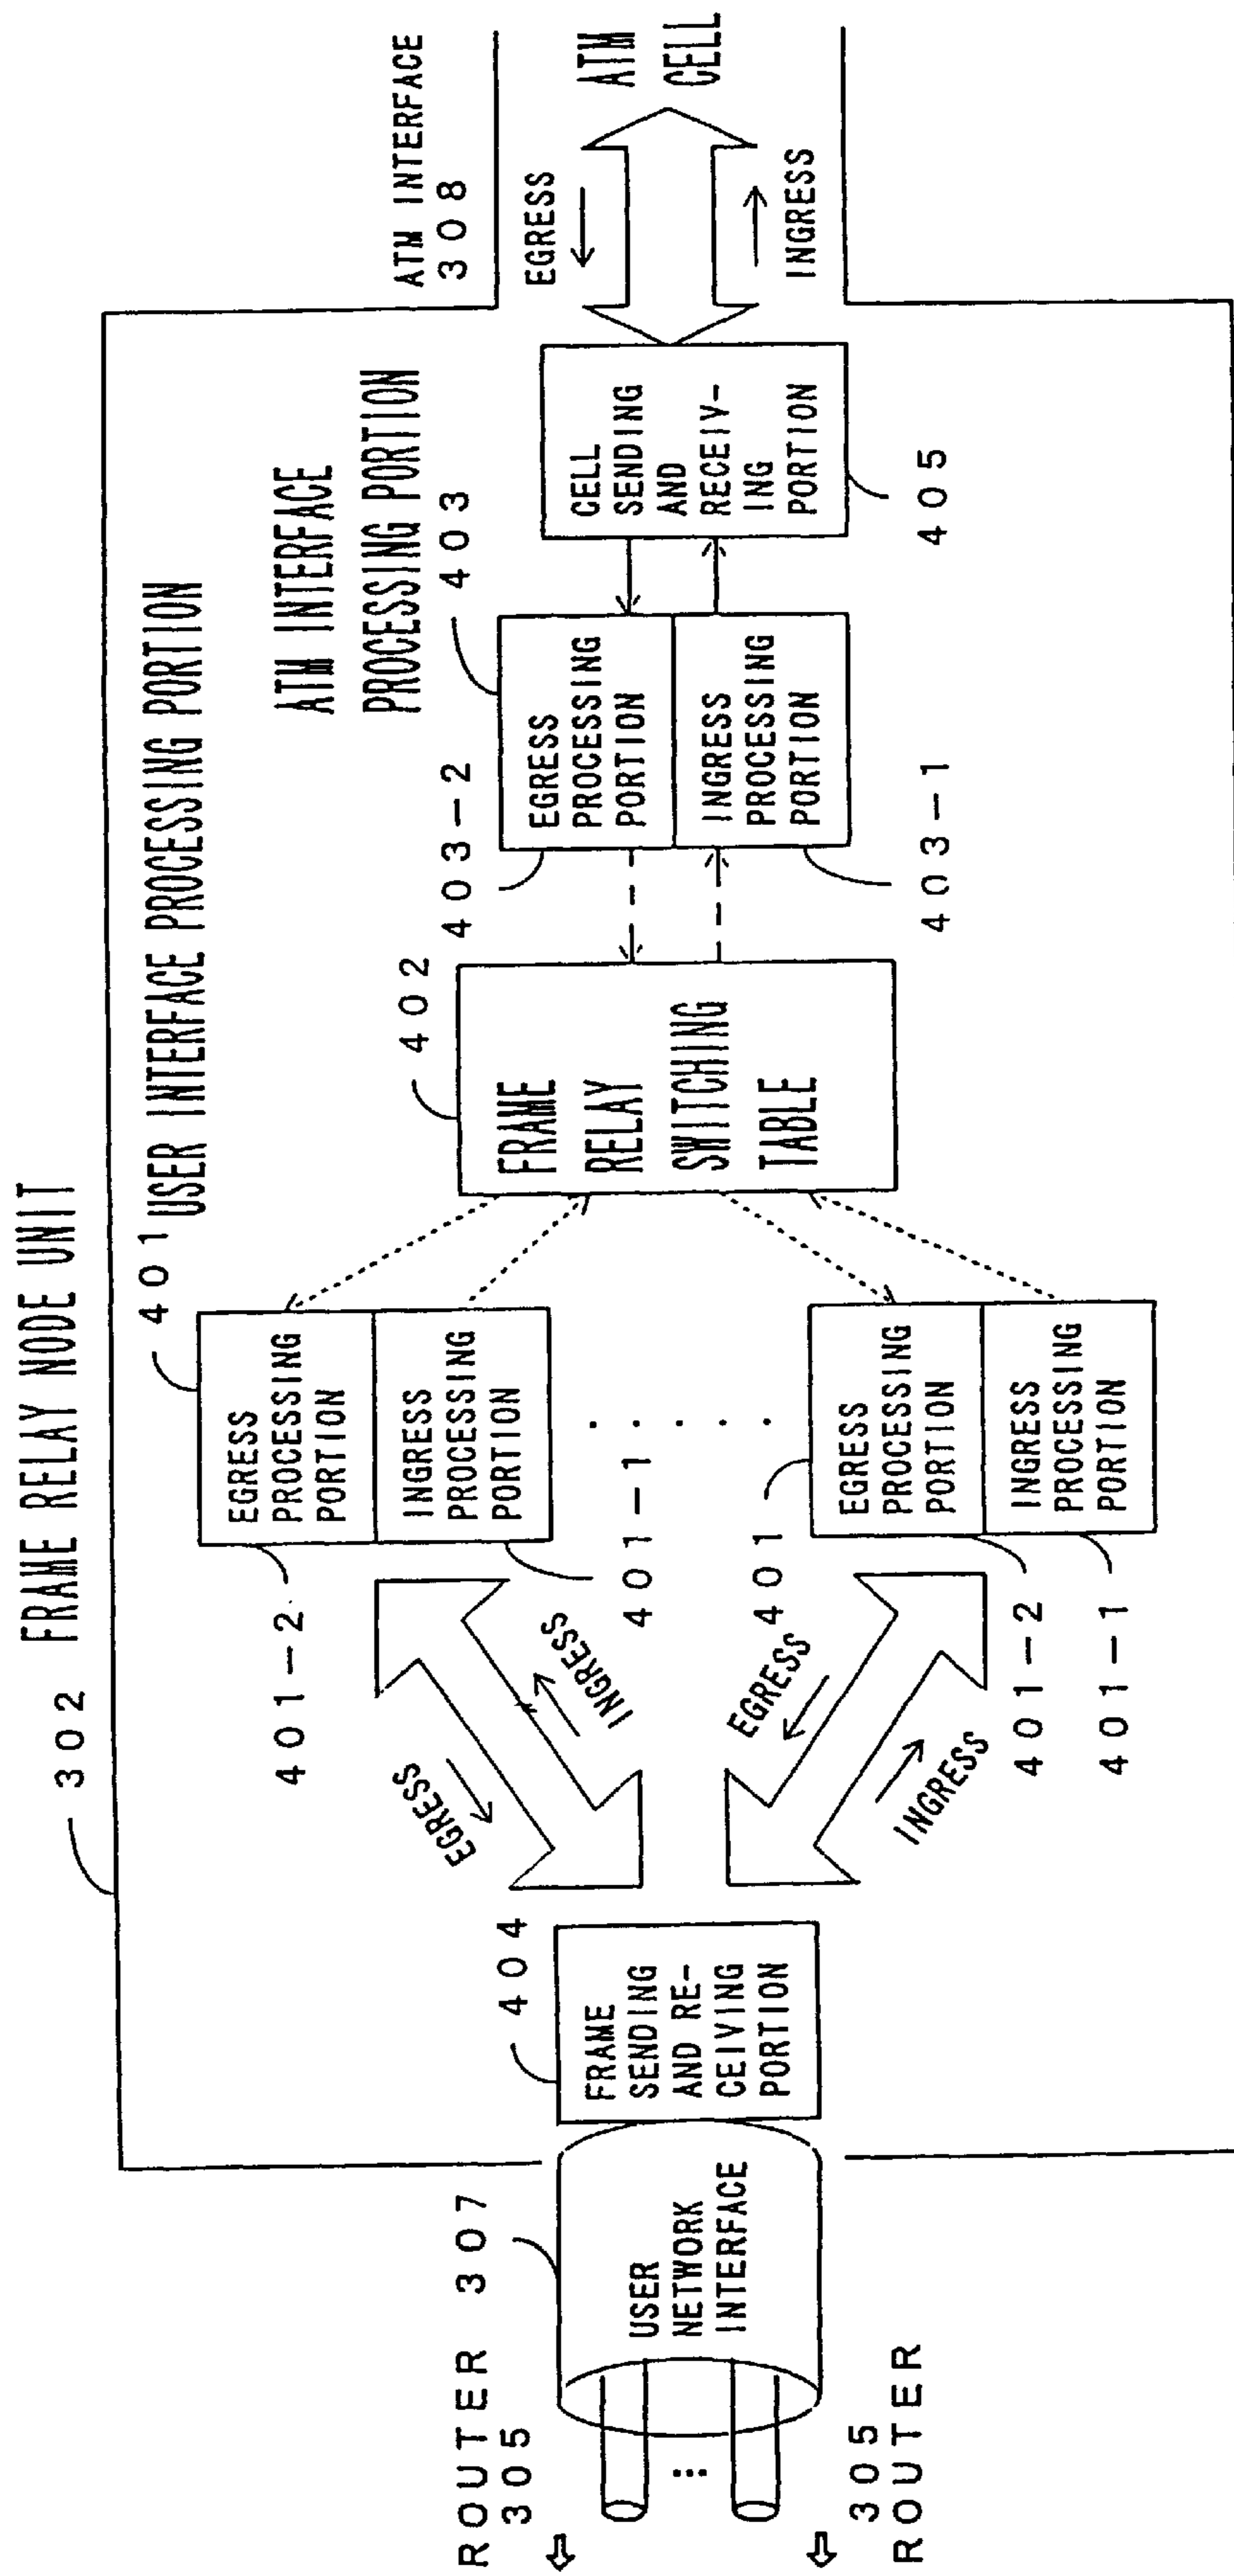 FRAME RELAY NODE UNIT
302
401 USER INTERFACE PROCESSING PORTION
ATM INTERFACE
PROCESSING PORTION
403
ATM INTERFACE
308
ROUTER
305
307
USER
NETWORK
INTERFACE
305
ROUTER
404
FRAME
SENDING
AND RE-
CEIVING
PORTION
EGRESS
INGRESS
EGRESS
INGRESS
401-2
EGRESS
PROCESSING
PORTION
INGRESS
PROCESSING
PORTION
401-1
401
EGRESS
PROCESSING
PORTION
INGRESS
PROCESSING
PORTION
401-2
401-1
402
FRAME
RELAY
SWITCHING
TABLE
403-2
EGRESS
PROCESSING
PORTION
INGRESS
PROCESSING
PORTION
403-1
CELL
SENDING
AND
RECEIV-
ING
PORTION
405
EGRESS
INGRESS
ATM
CELL